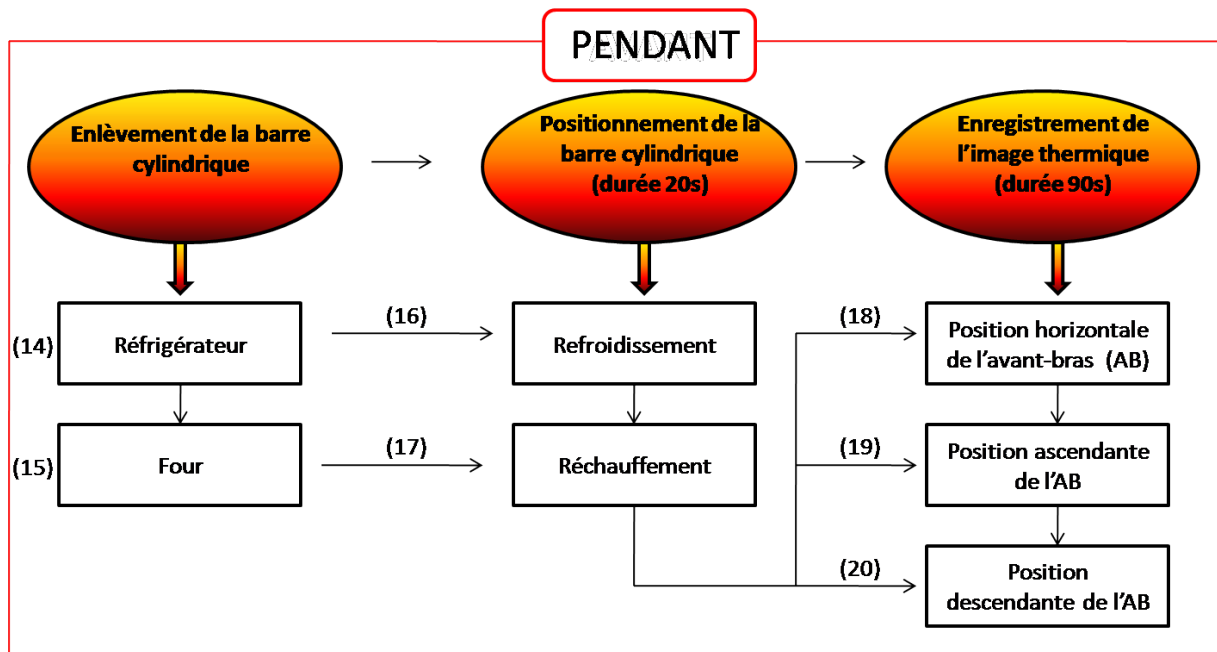 PENDANT
Enlèvement de la barre
cylindrique
Positionnement de la
barre cylindrique
(durée 20s)
Enregistrement de
l'image thermique
(durée 90s)
(14)
Réfrigérateur
(16)
Refroidissement
(18)
Position horizontale
de l'avant-bras (AB)
(15)
Four
(17)
Réchauffement
(19)
Position ascendante
de l'AB
(20)
Position
descendante de l'AB